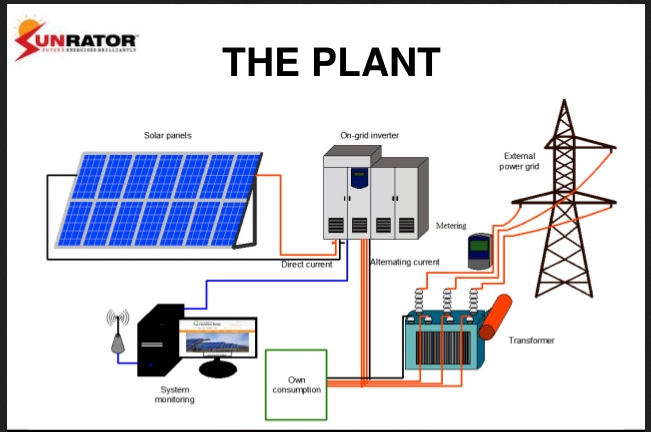 SUNRATOR
FUTURE ENERGISED BRILLIANTLY
THE PLANT
Solar panels
On-grid inverter
External
power grid
Metering
Direct current
Alternating current
Transformer
System
monitoring
Own
consumption